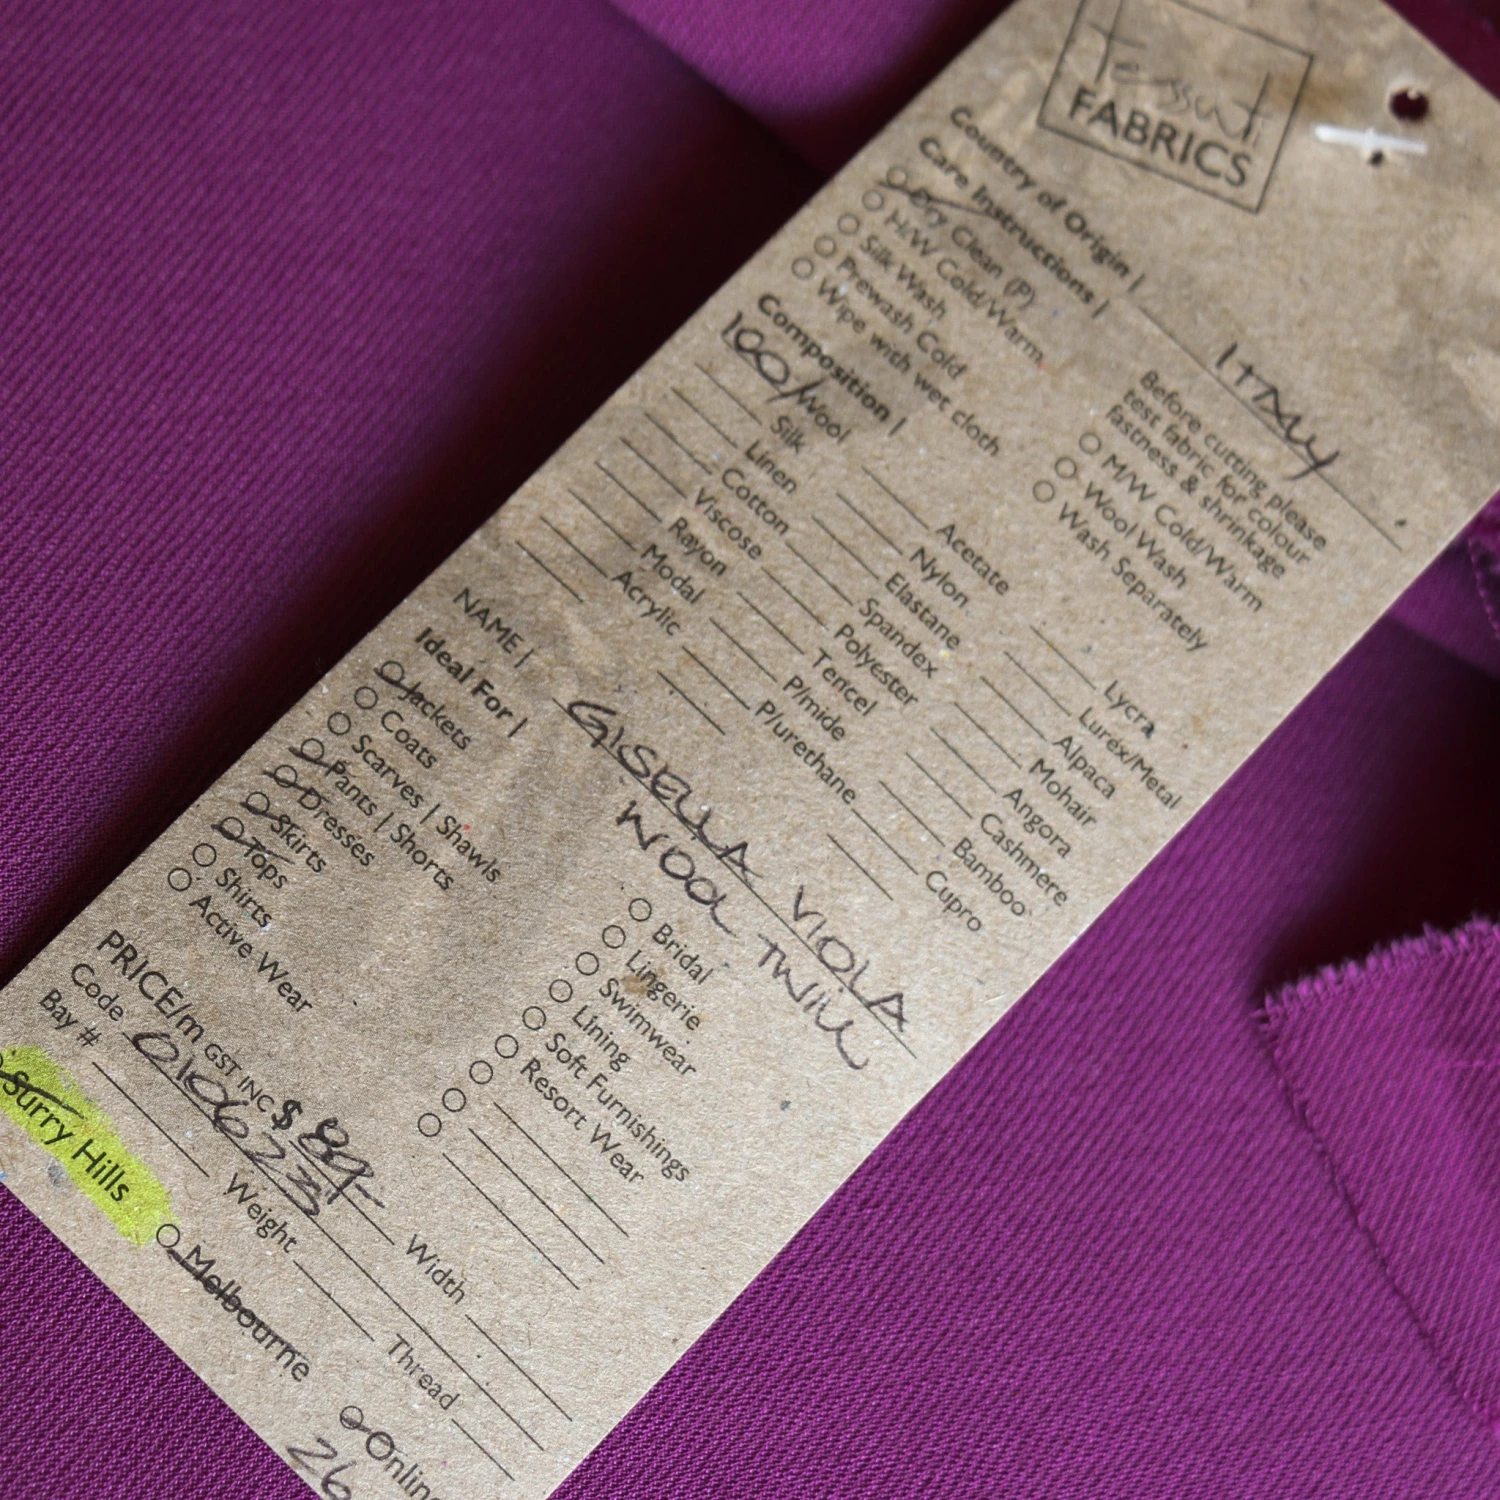 Tessuti
FABRICS
Country of Origin | ITALY
Care Instructions |
Dry Clean (P)
H/W Cold/Warm
Silk Wash
Prewash Cold
Wipe with wet cloth
Before cutting please
test fabric for colour
fastness & shrinkage
M/W Cold/Warm
Wool Wash
Wash Separately
Composition |
100/Wool
Silk
Linen
Cotton
Viscose
Rayon
Modal
Acrylic
Acetate
Nylon
Elastane
Spandex
Polyester
Tencel
P/mide
P/urethane
Lycra
Lurex/Metal
Alpaca
Mohair
Angora
Cashmere
Bamboo
Cupro
NAME | GISELLA VIOLA
WOOL TWILL
Ideal For |
Jackets
Coats
Scarves | Shawls
Pants | Shorts
Dresses
Skirts
Tops
Shirts
Active Wear
Bridal
Lingerie
Swimwear
Lining
Soft Furnishings
Resort Wear
PRICE/m GST INC $ 89-
Width
Code 010623
Thread
Bay #
Weight
Surry Hills
Melbourne
Online
26